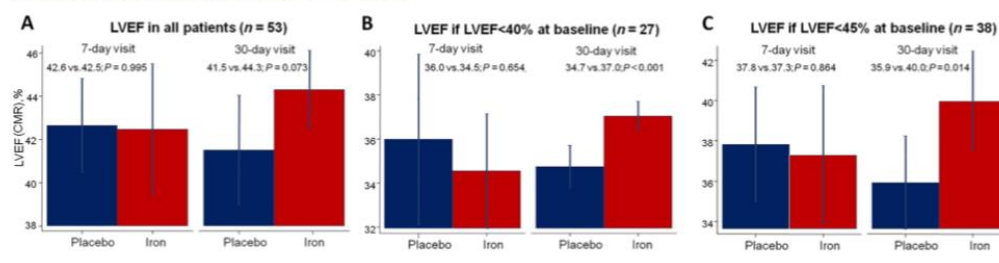 A LVEF in all patients (n = 53)
7-day visit 30-day visit
42.6 vs.42.5; P = 0.995 41.5 vs.44.3; P = 0.073
LVEF (CMR), %
46
44
42
40
38
Placebo Iron Placebo Iron
B LVEF if LVEF<40% at baseline (n = 27)
7-day visit 30-day visit
36.0 vs.34.5; P = 0.654 34.7 vs.37.0; P < 0.001
40
38
36
34
32
Placebo Iron Placebo Iron
C LVEF if LVEF<45% at baseline (n = 38)
7-day visit 30-day visit
37.8 vs.37.3; P = 0.864 35.9 vs.40.0; P = 0.014
42
40
38
36
34
Placebo Iron Placebo Iron